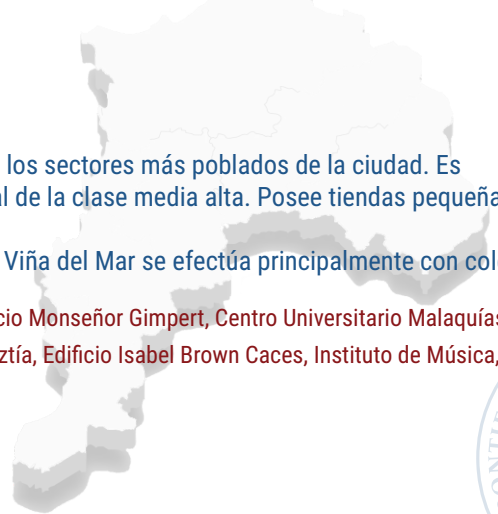 los sectores más poblados de la ciudad. Es
al de la clase media alta. Posee tiendas pequeña
Viña del Mar se efectúa principalmente con col
cio Monseñor Gimpert, Centro Universitario Malaquías
ztía, Edificio Isabel Brown Caces, Instituto de Música,
ONTI